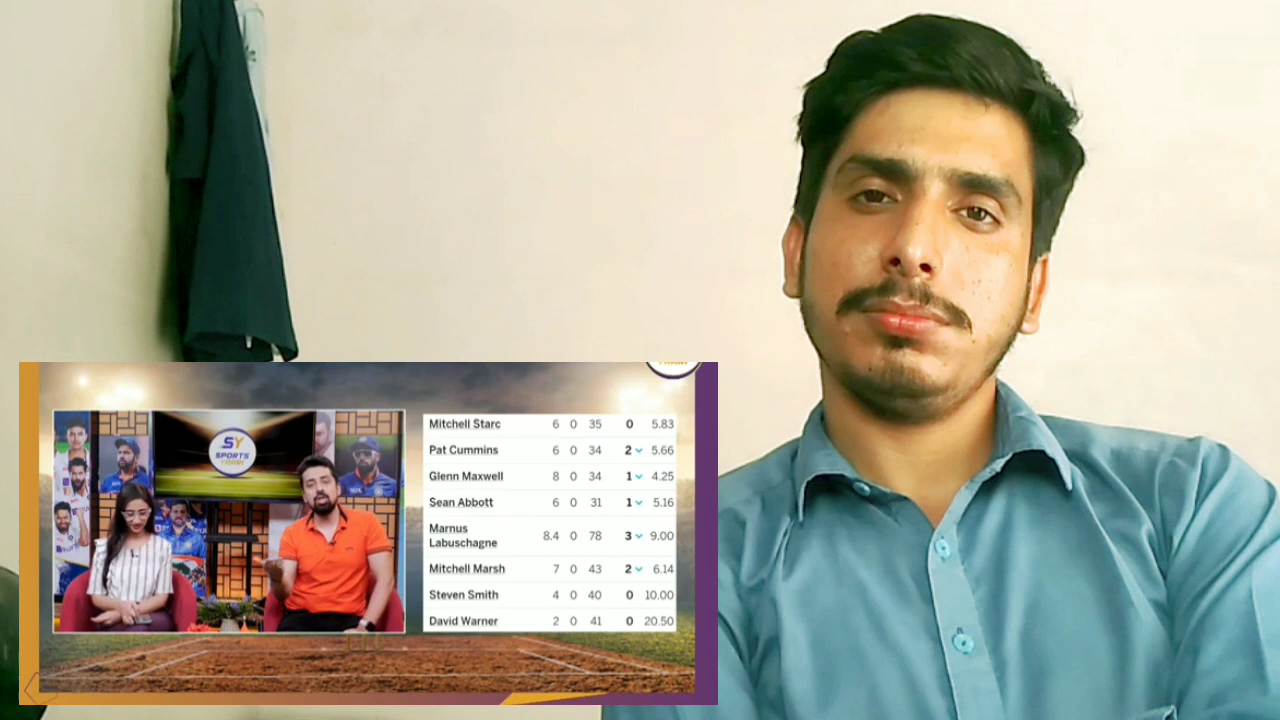 SY
SPORTS
YAARI
Mitchell Starc 6 0 35 0 5.83
Pat Cummins 6 0 34 2 5.66
Glenn Maxwell 8 0 34 1 4.25
Sean Abbott 6 0 31 1 5.16
Marnus
Labuschagne 8.4 0 78 3 9.00
Mitchell Marsh 7 0 43 2 6.14
Steven Smith 4 0 40 0 10.00
David Warner 2 0 41 0 20.50